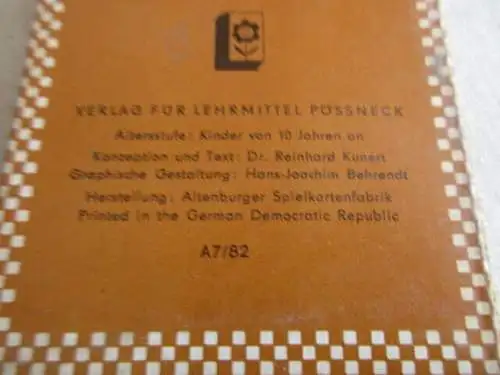 VERLAG FÜR LEHRMITTEL PÖSSNECK
Altersstufe: Kinder von 10 Jahren an
Konzeption und Text: Dr. Reinhard Kunert
Graphische Gestaltung: Hans-Joachim Behrendt
Herstellung: Altenburger Spielkartenfabrik
Printed in the German Democratic Republic
A7/82